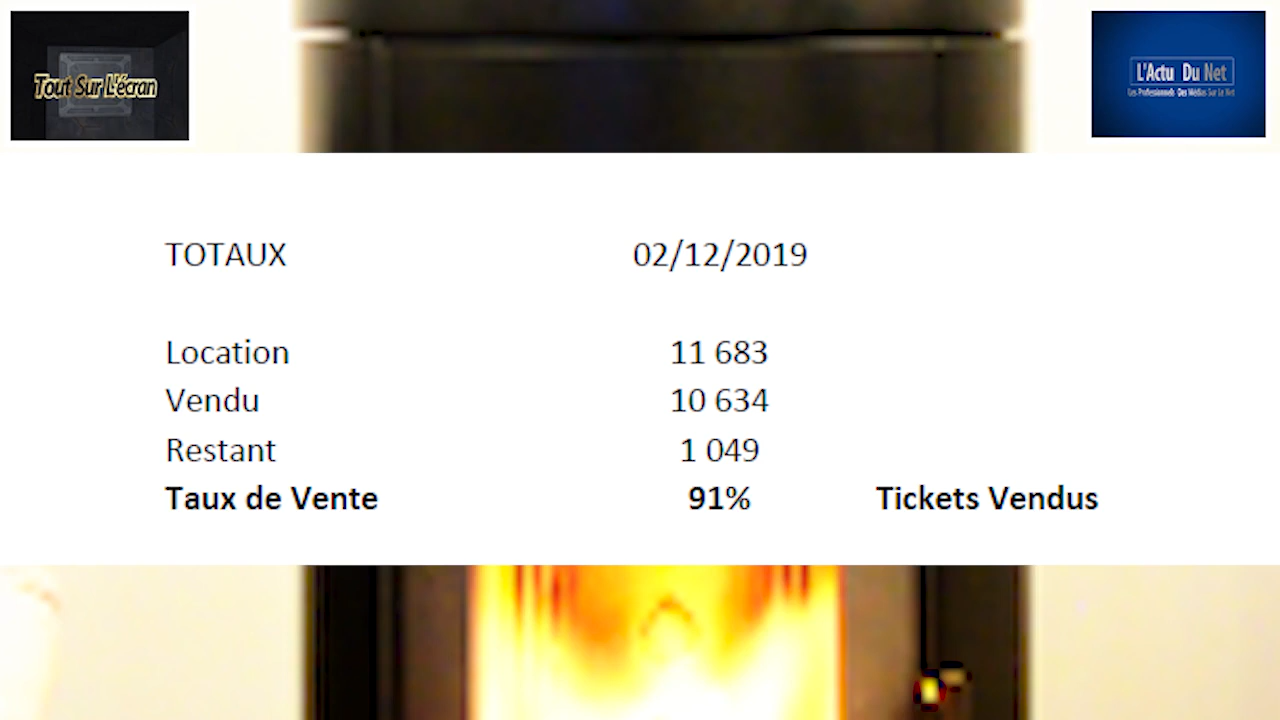 Tout Sur L'écran
L'Actu Du Net
Les Professionnels Des Médias Sur Le Net
TOTAUX 02/12/2019
Location 11 683
Vendu 10 634
Restant 1 049
Taux de Vente 91% Tickets Vendus